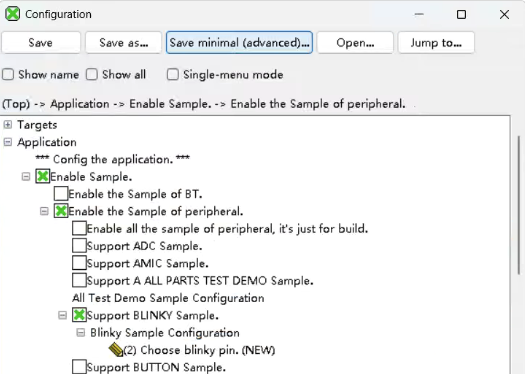 Configuration
Save
Save as...
Save minimal (advanced)...
Open...
Jump to...
Show name
Show all
Single-menu mode
(Top) -> Application -> Enable Sample. -> Enable the Sample of peripheral.
Targets
Application
*** Config the application. ***
Enable Sample.
Enable the Sample of BT.
Enable the Sample of peripheral.
Enable all the sample of peripheral, it's just for build.
Support ADC Sample.
Support AMIC Sample.
Support A ALL PARTS TEST DEMO Sample.
All Test Demo Sample Configuration
Support BLINKY Sample.
Blinky Sample Configuration
(2) Choose blinky pin. (NEW)
Support BUTTON Sample.